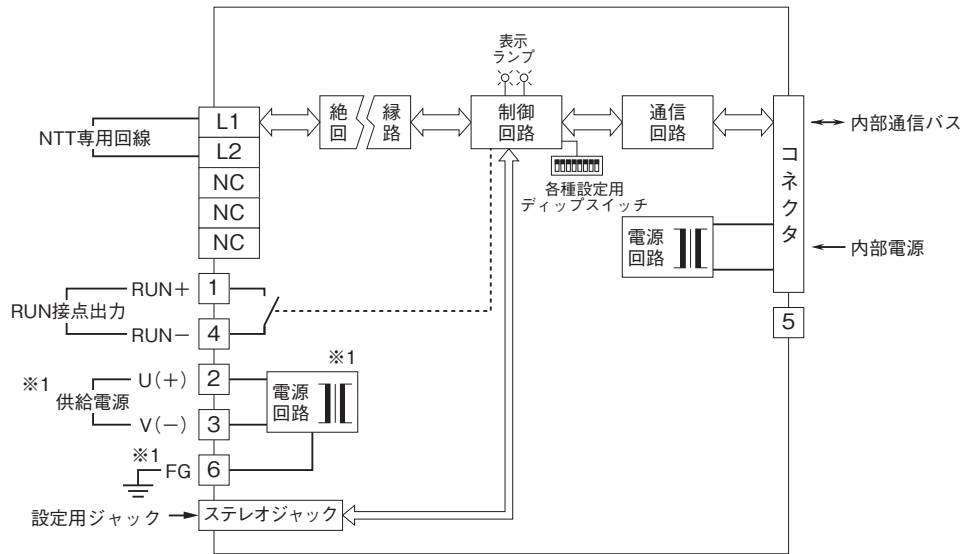 表示
ランプ
NTT専用回線
L1
L2
NC
NC
NC
絶 縁
回 路
制御
回路
通信
回路
コネクタ
内部通信バス
各種設定用
ディップスイッチ
電源
回路
内部電源
5
RUN接点出力
RUN+
1
RUN−
4
※1
供給電源
U(+)
2
V(−)
3
※1
電源
回路
※1
FG
6
設定用ジャック
ステレオジャック